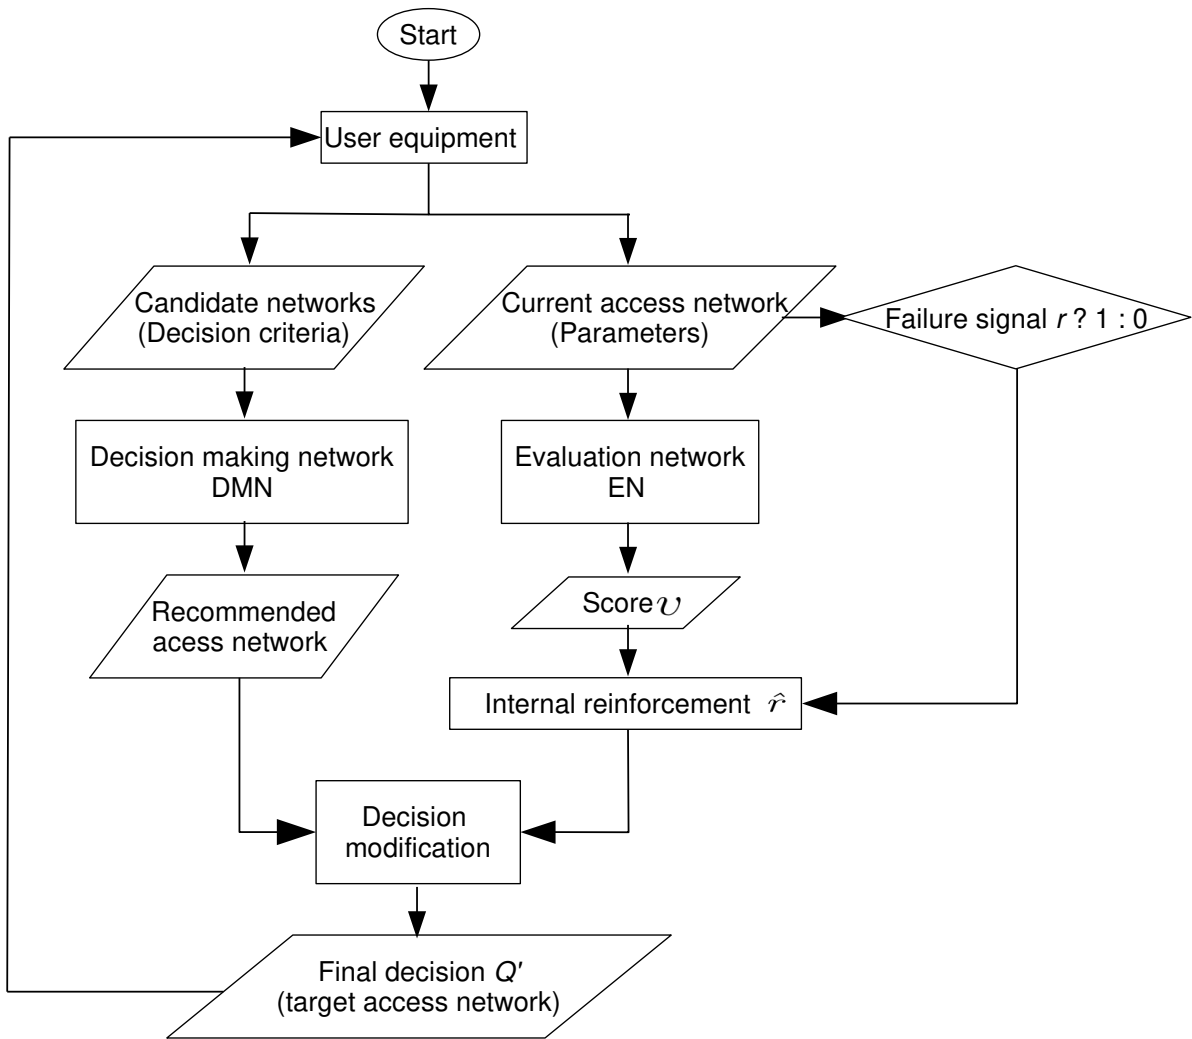 Start
User equipment
Candidate networks
(Decision criteria)
Current access network
(Parameters)
Failure signal r ? 1 : 0
Decision making network
DMN
Evaluation network
EN
Recommended
acess network
Score υ
Internal reinforcement r̂
Decision
modification
Final decision Q'
(target access network)